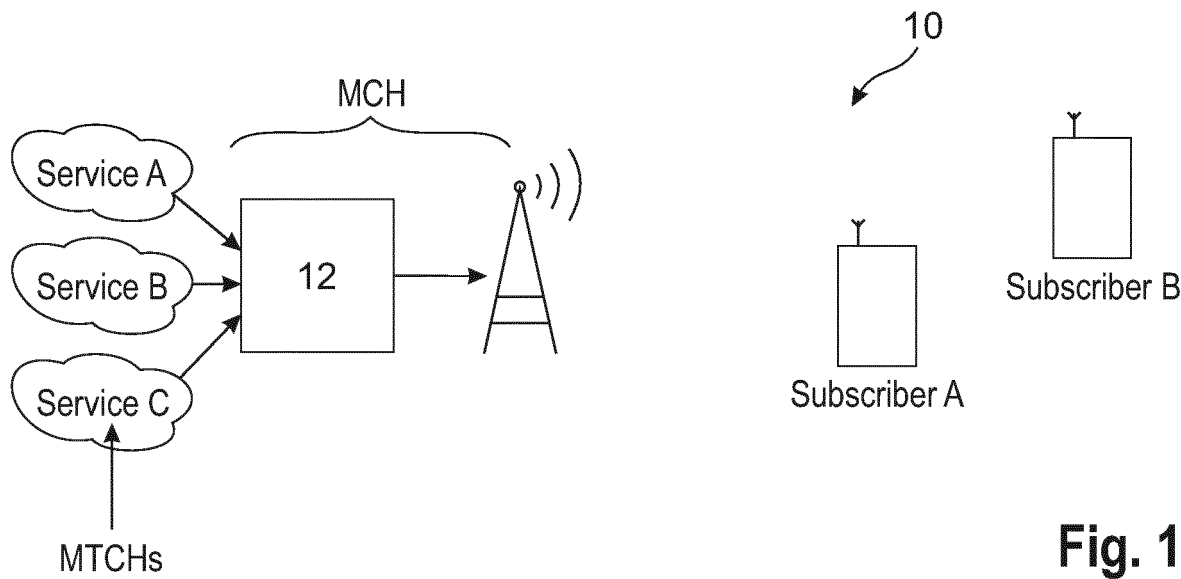 10
MCH
Service A
Service B
12
Service C
Subscriber B
Subscriber A
MTCHs
Fig. 1